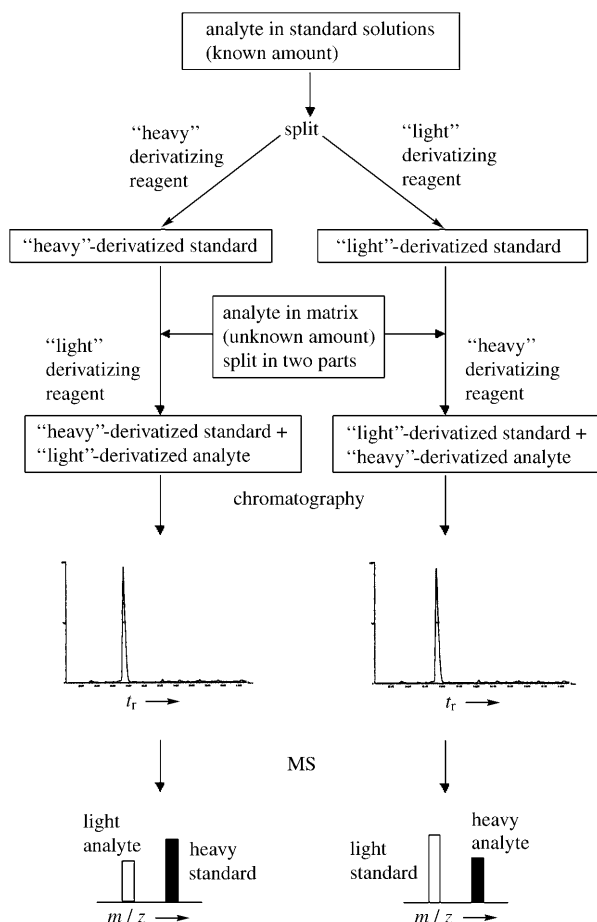 analyte in standard solutions
(known amount)
split
“heavy”
derivatizing
reagent
“light”
derivatizing
reagent
“heavy”-derivatized standard
“light”-derivatized standard
analyte in matrix
(unknown amount)
split in two parts
“light”
derivatizing
reagent
“heavy”
derivatizing
reagent
“heavy”-derivatized standard +
“light”-derivatized analyte
“light”-derivatized standard +
“heavy”-derivatized analyte
chromatography
tr
tr
MS
light
analyte
heavy
standard
m / z
light
standard
heavy
analyte
m / z